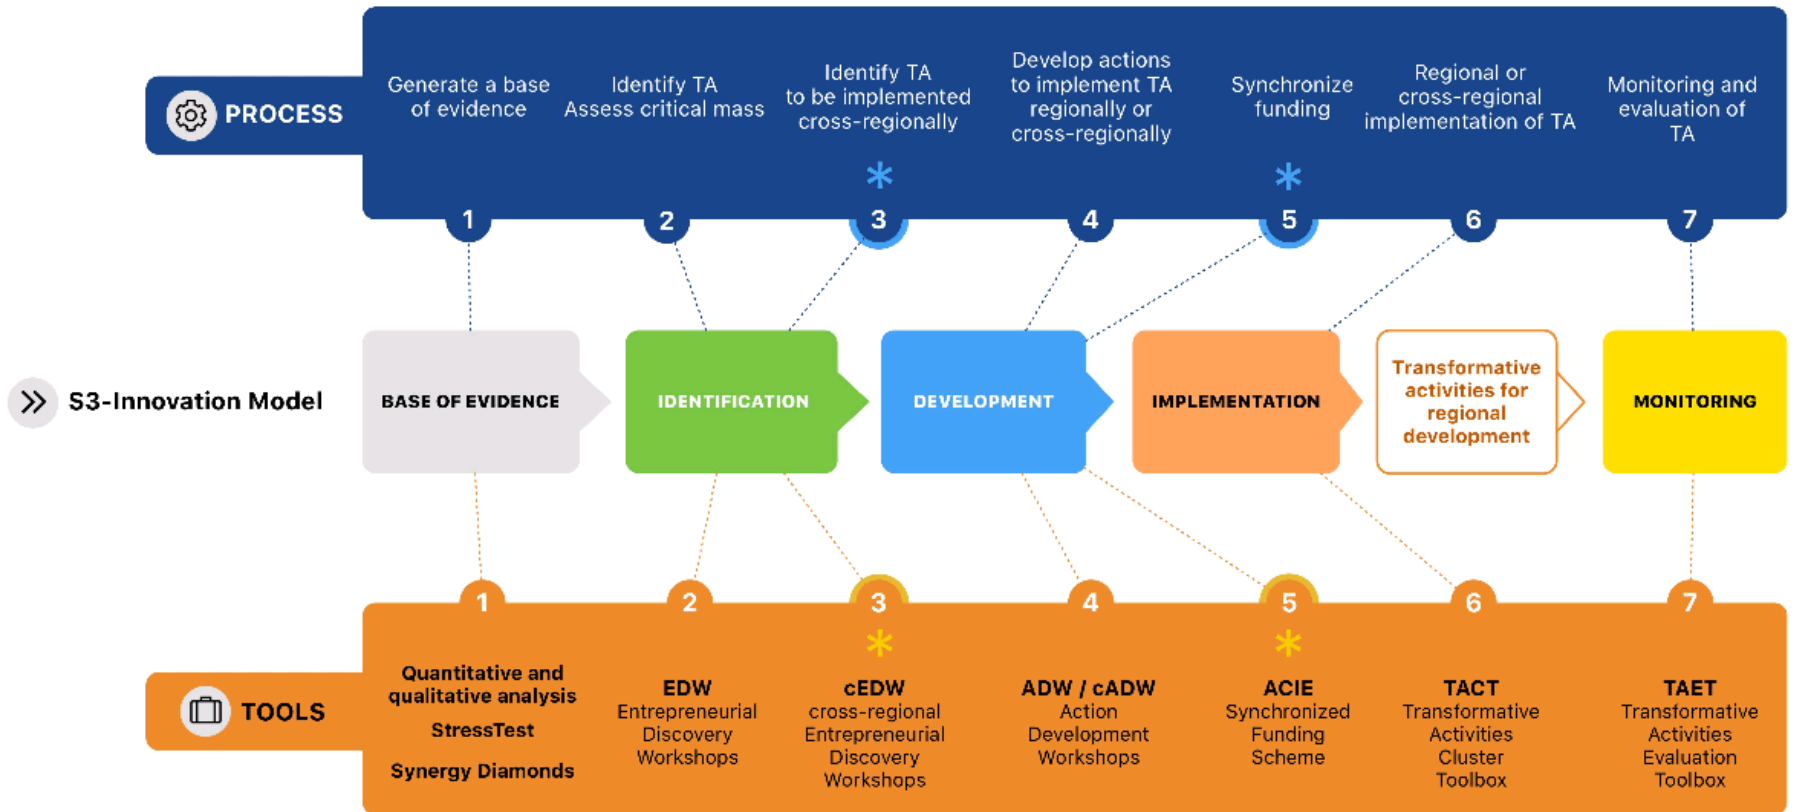 PROCESS
Generate a base
of evidence
Identify TA
Assess critical mass
Identify TA
to be implemented
cross-regionally
*
Develop actions
to implement TA
regionally or
cross-regionally
Synchronize
funding
*
Regional or
cross-regional
implementation of TA
Monitoring and
evaluation of
TA
1
2
3
4
5
6
7
S3-Innovation Model
BASE OF EVIDENCE
IDENTIFICATION
DEVELOPMENT
IMPLEMENTATION
Transformative
activities for
regional
development
MONITORING
1
2
3
4
5
6
7
TOOLS
Quantitative and
qualitative analysis
StressTest
Synergy Diamonds
EDW
Entrepreneurial
Discovery
Workshops
*
cEDW
cross-regional
Entrepreneurial
Discovery
Workshops
ADW / cADW
Action
Development
Workshops
*
ACIE
Synchronized
Funding
Scheme
TACT
Transformative
Activities
Cluster
Toolbox
TAET
Transformative
Activities
Evaluation
Toolbox